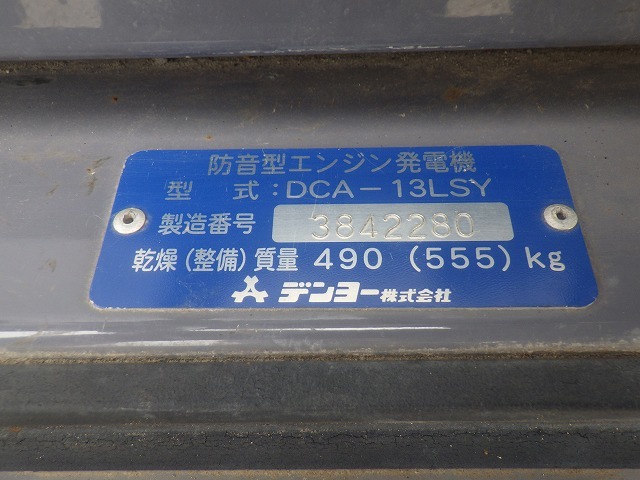 防音型エンジン発電機
型 式:DCA-13LSY
製造番号 3842280
乾燥(整備)質量 490 (555) kg
デンヨー株式会社